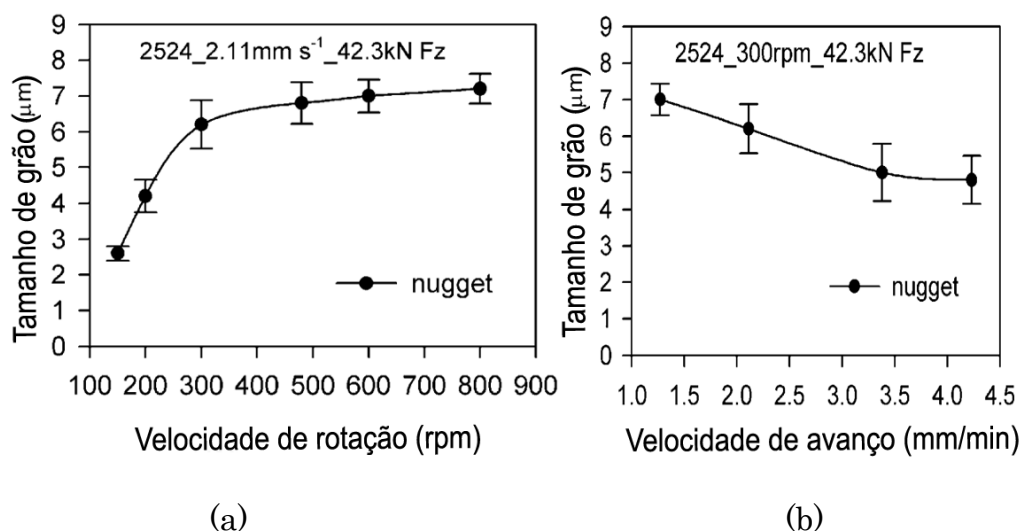 9
8
7
6
5
4
3
2
1
0
Tamanho de grão (µm)
2524_2.11mm s⁻¹_42.3kN Fz
nugget
100 200 300 400 500 600 700 800 900
Velocidade de rotação (rpm)
(a)
9
8
7
6
5
4
3
2
1
0
Tamanho de grão (µm)
2524_300rpm_42.3kN Fz
nugget
1.0 1.5 2.0 2.5 3.0 3.5 4.0 4.5
Velocidade de avanço (mm/min)
(b)